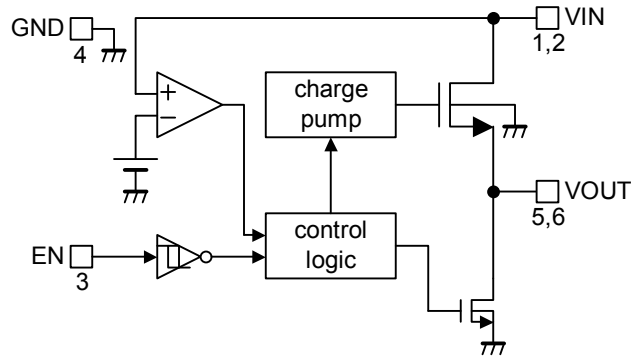 GND
4
VIN
1,2
+
−
charge
pump
VOUT
5,6
EN
3
control
logic